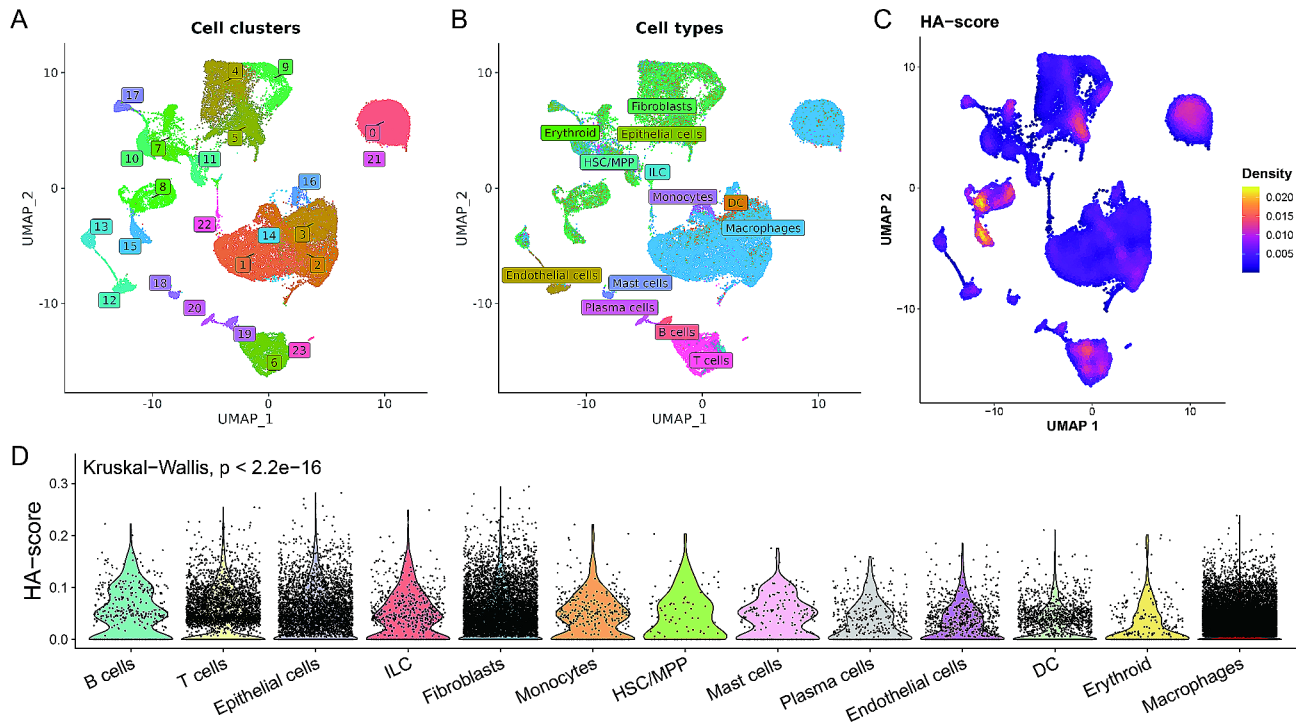 A
Cell clusters
10
0
-10
UMAP_2
4
9
17
5
0
7
10
11
21
8
16
13
22
14
3
15
1
2
18
12
20
19
23
6
-10
0
10
UMAP_1
B
Cell types
10
0
-10
UMAP_2
Fibroblasts
Erythroid
Epithelial cells
HSC/MPP
ILC
Monocytes
DC
Macrophages
Endothelial cells
Mast cells
Plasma cells
B cells
T cells
-10
0
10
UMAP_1
C
HA-score
10
0
−10
UMAP 2
Density
0.020
0.015
0.010
0.005
−10
0
10
UMAP 1
D
Kruskal−Wallis, p < 2.2e−16
HA−score
0.3
0.2
0.1
0.0
B cells
T cells
Epithelial cells
ILC
Fibroblasts
Monocytes
HSC/MPP
Mast cells
Plasma cells
Endothelial cells
DC
Erythroid
Macrophages